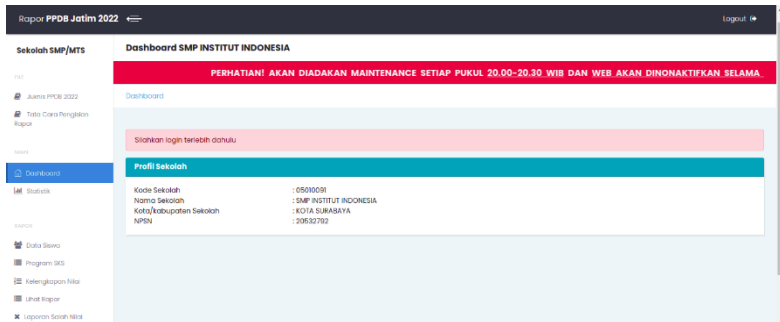 Rapor PPDB Jatim 2022
Logout
Sekolah SMP/MTS
Dashboard SMP INSTITUT INDONESIA
PERHATIAN! AKAN DIADAKAN MAINTENANCE SETIAP PUKUL 20.00-20.30 WIB DAN WEB AKAN DINONAKTIFKAN SELAMA
FILE
Juknis PPDB 2022
Tata Cara Pengisian
Rapor
MAIN
Dashboard
Statistik
RAPOR
Data Siswa
Program SKS
Kelengkapan Nilai
Lihat Rapor
Laporan Salah Nilai
Dashboard
Silahkan login terlebih dahulu
Profil Sekolah
Kode Sekolah : 05010091
Nama Sekolah : SMP INSTITUT INDONESIA
Kota/kabupaten Sekolah : KOTA SURABAYA
NPSN : 20532792